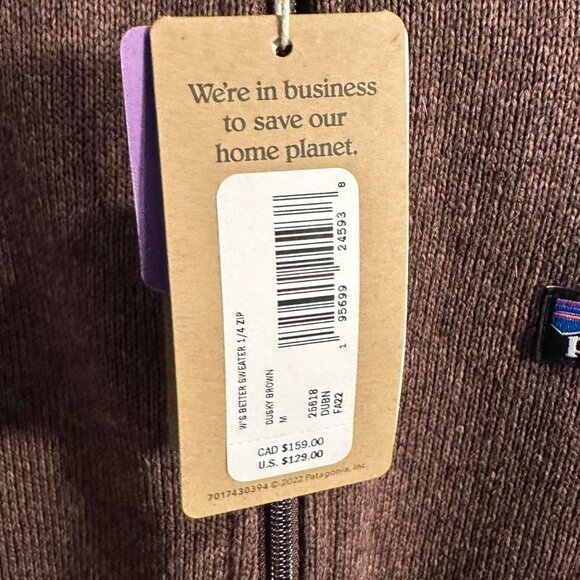 We're in business
to save our
home planet.
W'S BETTER SWEATER 1/4 ZIP
DUSKY BROWN
M
25618
DUBN
FA22
1 95699 24593 8
CAD $159.00
U.S. $129.00
7017430394 © 2022 Patagonia, Inc.